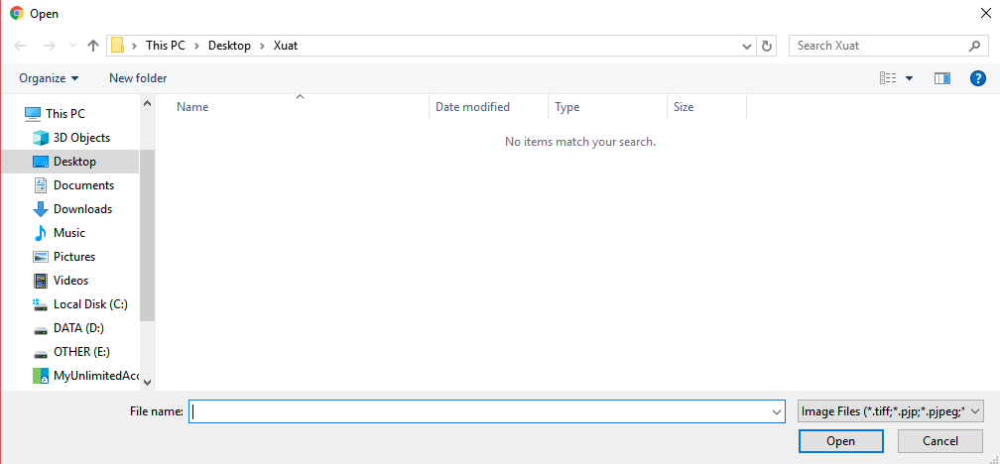 Open
This PC > Desktop > Xuat
Search Xuat
Organize New folder
Name Date modified Type Size
No items match your search.
This PC
3D Objects
Desktop
Documents
Downloads
Music
Pictures
Videos
Local Disk (C:)
DATA (D:)
OTHER (E:)
MyUnlimitedAcc
File name:
Image Files (*.tiff;*.pjp;*.pjpeg;*
Open Cancel